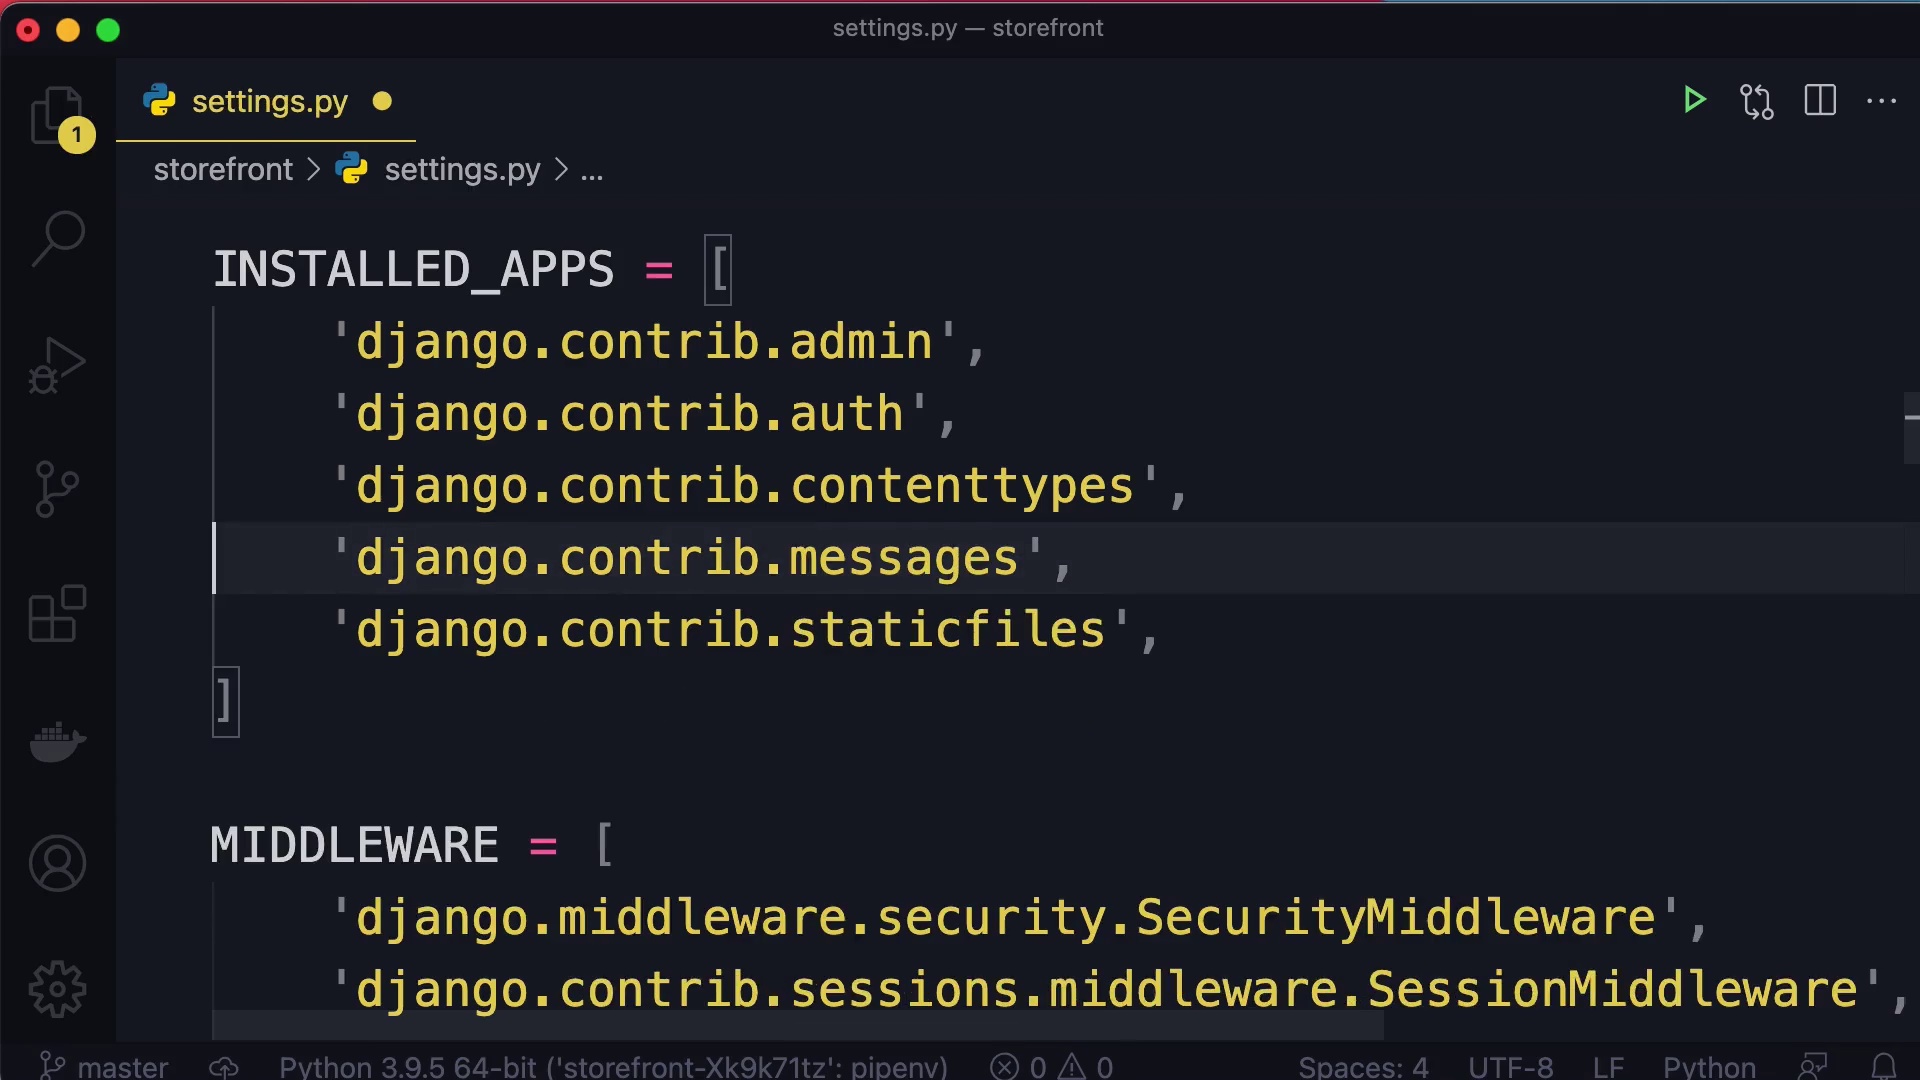 settings.py — storefront
settings.py
1
storefront > settings.py > ...
INSTALLED_APPS = [
'django.contrib.admin',
'django.contrib.auth',
'django.contrib.contenttypes',
'django.contrib.messages',
'django.contrib.staticfiles',
]
MIDDLEWARE = [
'django.middleware.security.SecurityMiddleware',
'django.contrib.sessions.middleware.SessionMiddleware',
master Python 3.9.5 64-bit ('storefront-Xk9k71tz': pipenv) 0 0 Spaces: 4 UTF-8 LF Python